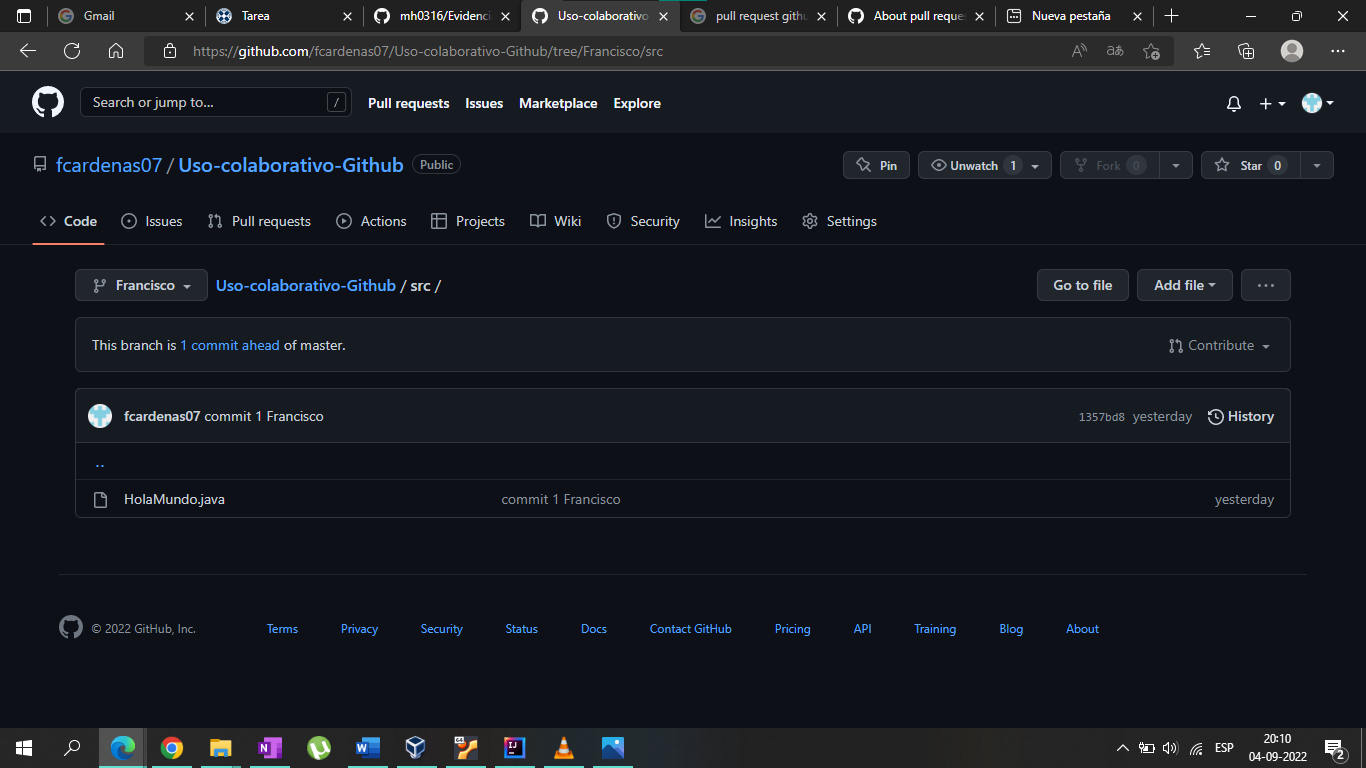 Gmail
Tarea
mh0316/Evidenci
Uso-colaborativo
pull request githu
About pull reque
Nueva pestaña
https://github.com/fcardenas07/Uso-colaborativo-Github/tree/Francisco/src
Search or jump to... /
Pull requests Issues Marketplace Explore
fcardenas07 / Uso-colaborativo-Github Public
Pin Unwatch 1 Fork 0 Star 0
Code Issues Pull requests Actions Projects Wiki Security Insights Settings
Francisco Uso-colaborativo-Github / src / Go to file Add file ...
This branch is 1 commit ahead of master. Contribute
fcardenas07 commit 1 Francisco 1357bd8 yesterday History
..
HolaMundo.java commit 1 Francisco yesterday
© 2022 GitHub, Inc. Terms Privacy Security Status Docs Contact GitHub Pricing API Training Blog About
ESP 20:10
04-09-2022 2